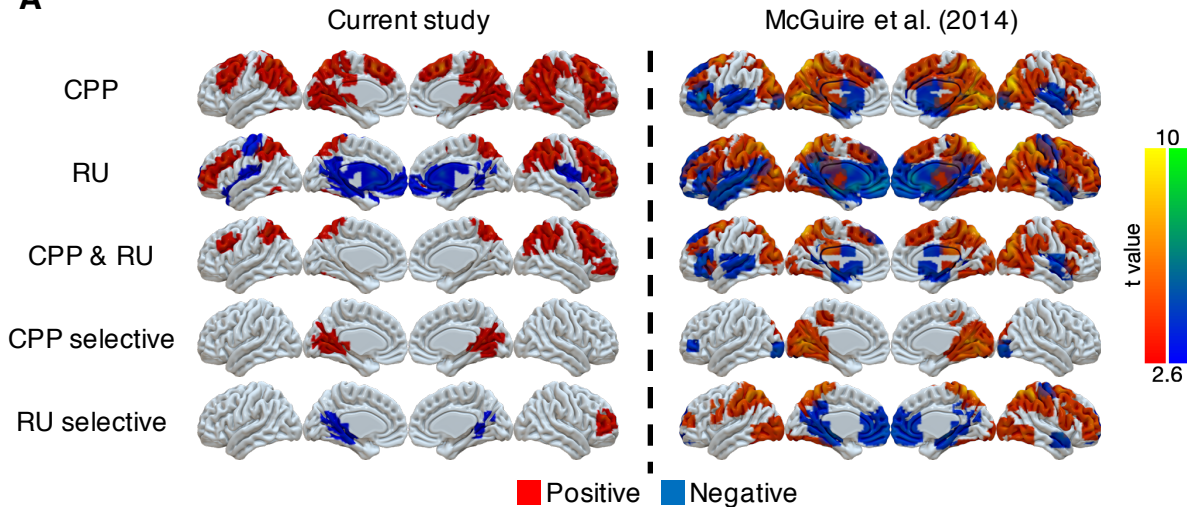 A
Current study
McGuire et al. (2014)
CPP
RU
CPP & RU
CPP selective
RU selective
10
t value
2.6
Positive
Negative